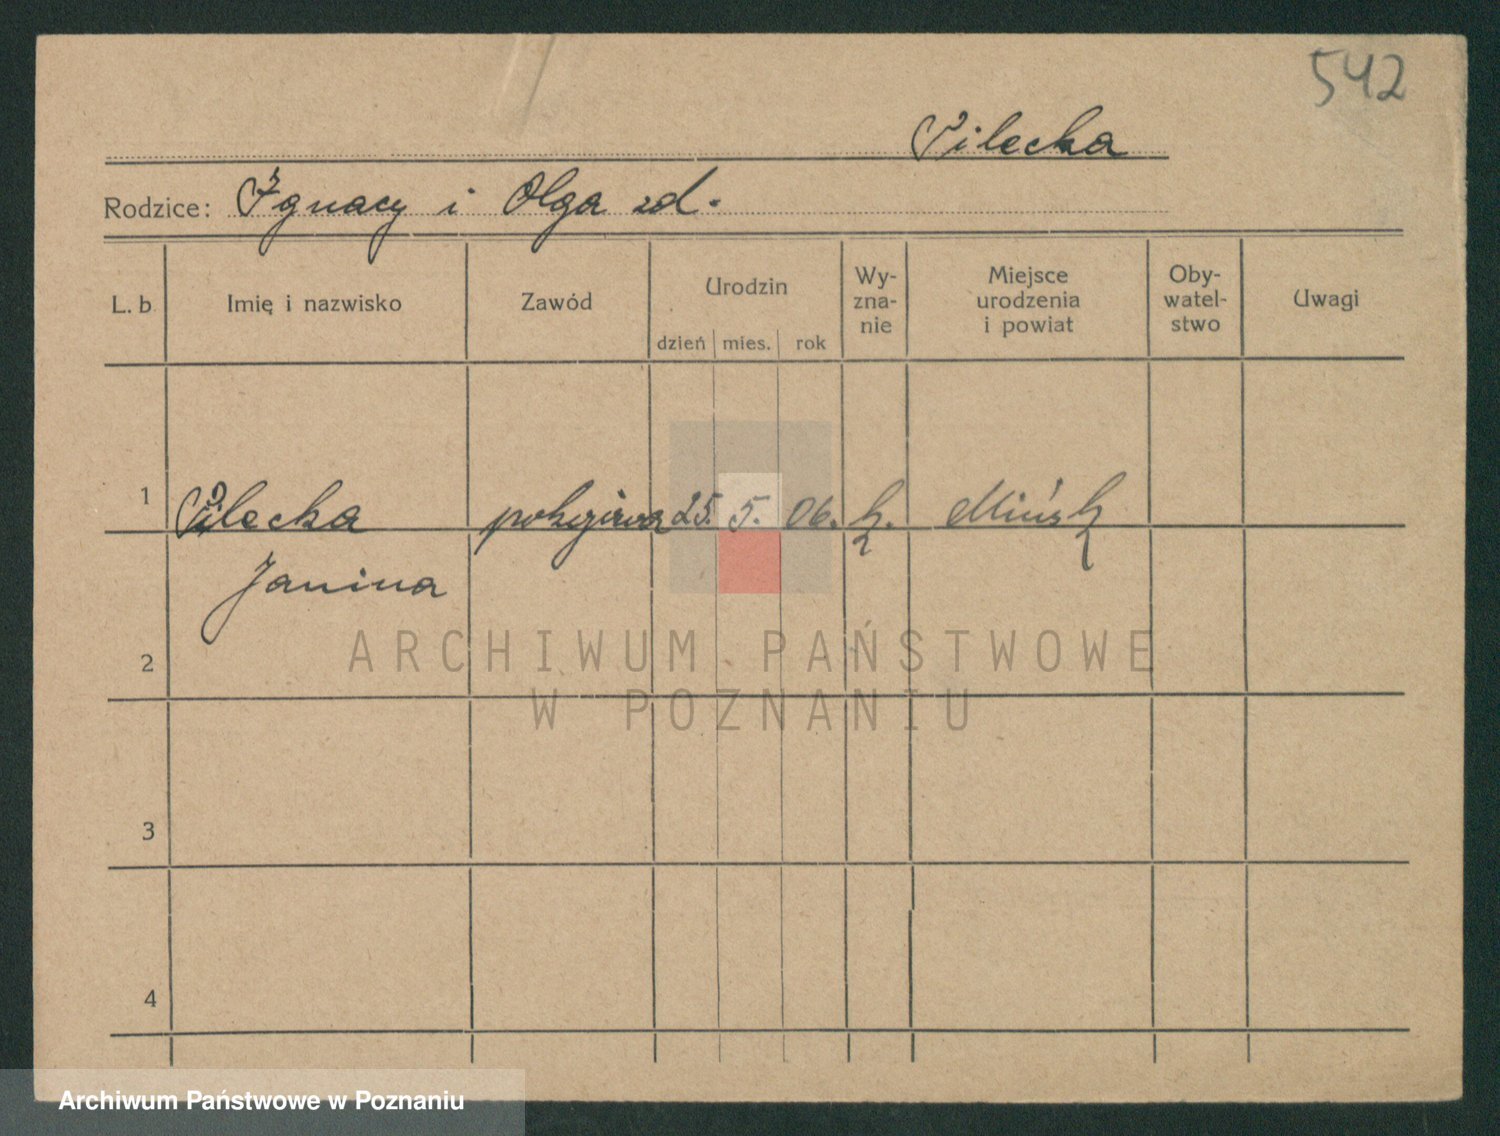 542
Pilecka
Rodzice: Ignacy i Olga zd.
L. b. Imię i nazwisko Zawód Urodzin dzień mies. rok Wy-zna-nie Miejsce urodzenia i powiat Oby-watel-stwo Uwagi
1 Pilecka 25. 5. 06. k. Mińsk
Janina
2
3
4
ARCHIWUM PAŃSTWOWE
W POZNANIU
Archiwum Państwowe w Poznaniu